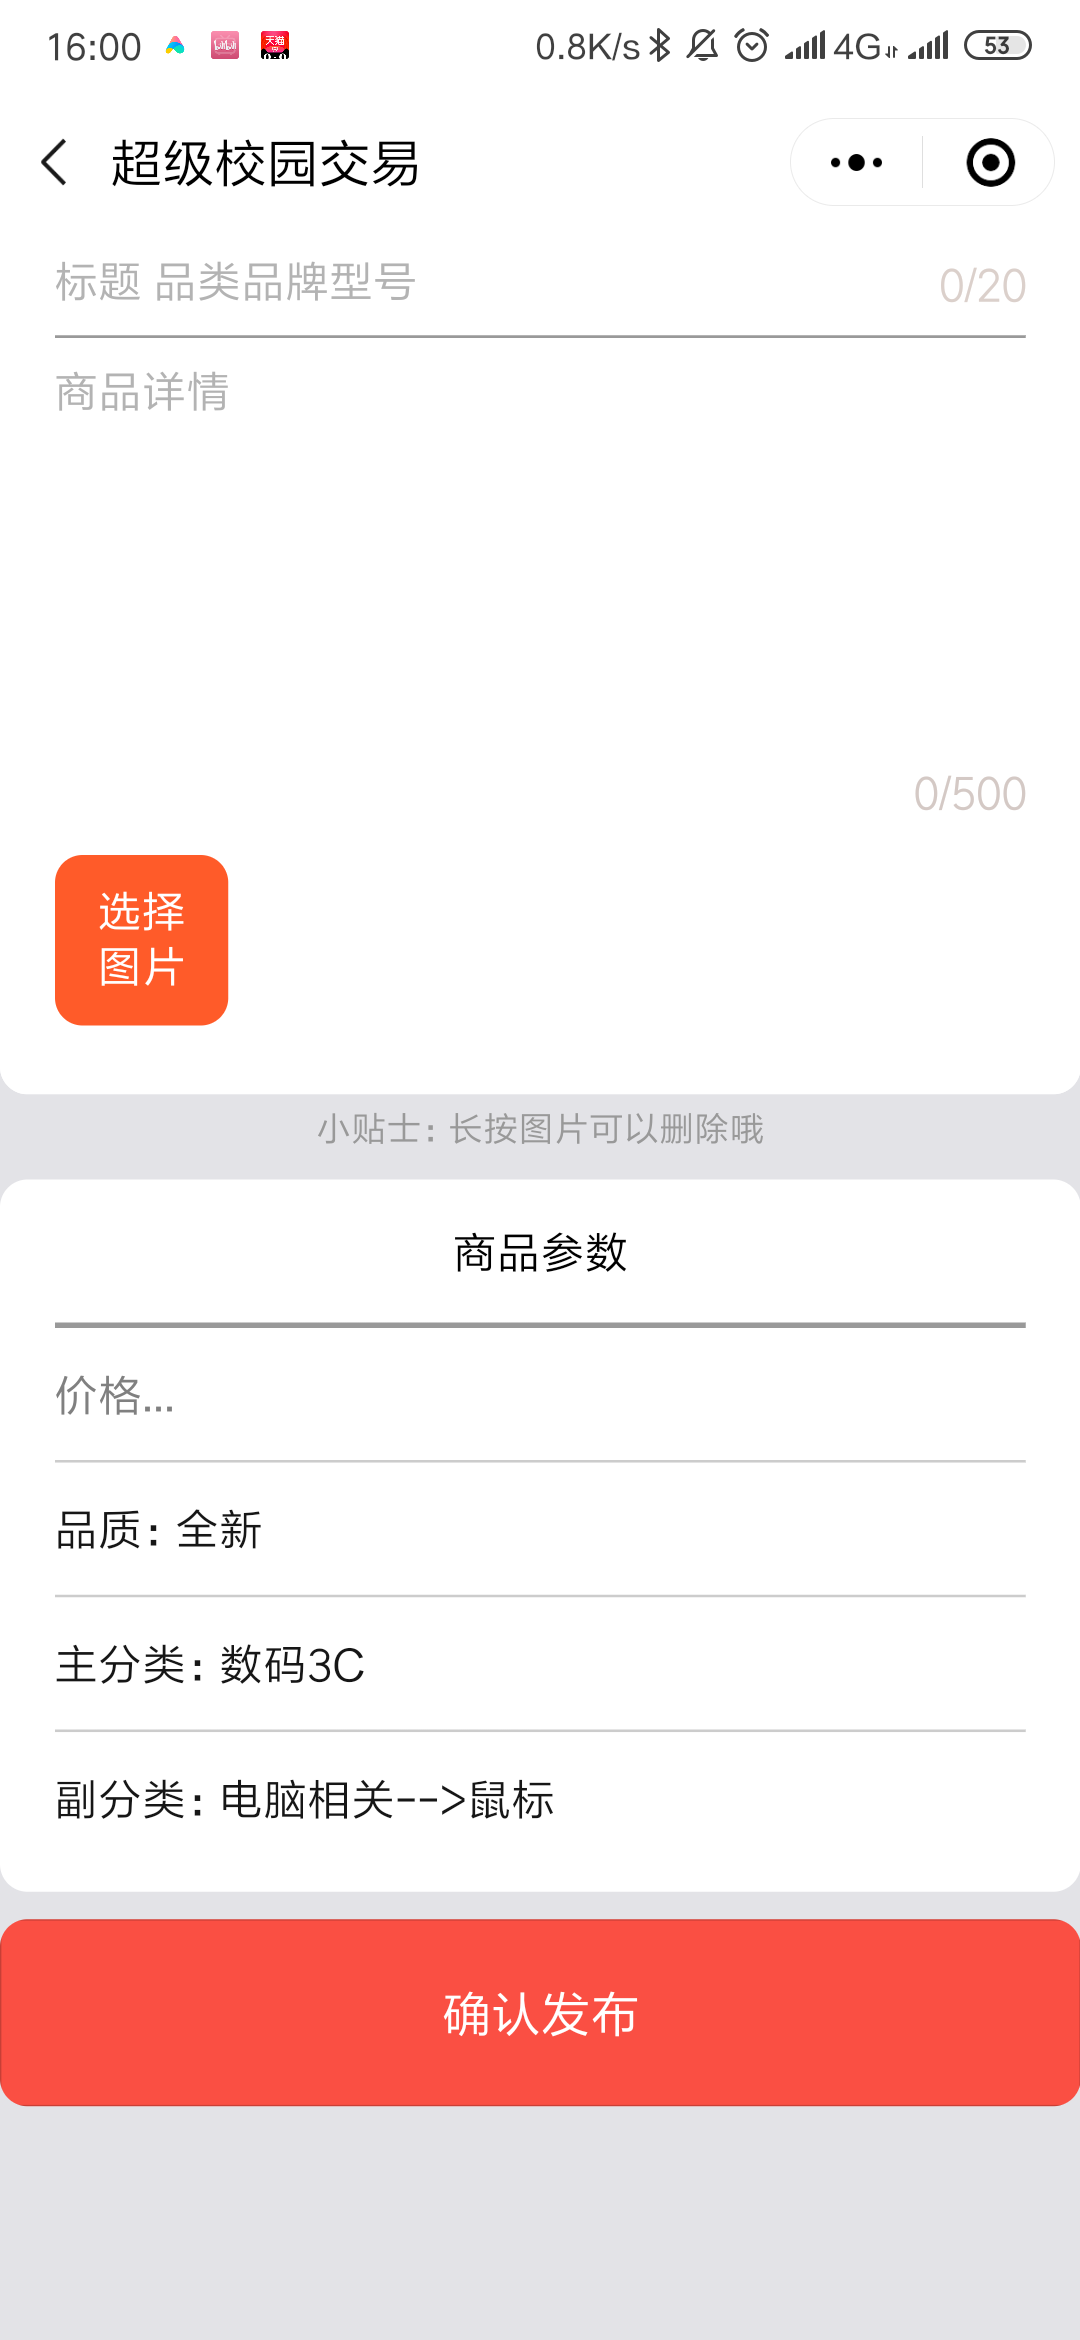 16:00 bilibili 天猫 0.8K/s 4G 53
超级校园交易
标题 品类品牌型号 0/20
商品详情
0/500
选择
图片
小贴士：长按图片可以删除哦
商品参数
价格...
品质：全新
主分类：数码3C
副分类：电脑相关-->鼠标
确认发布